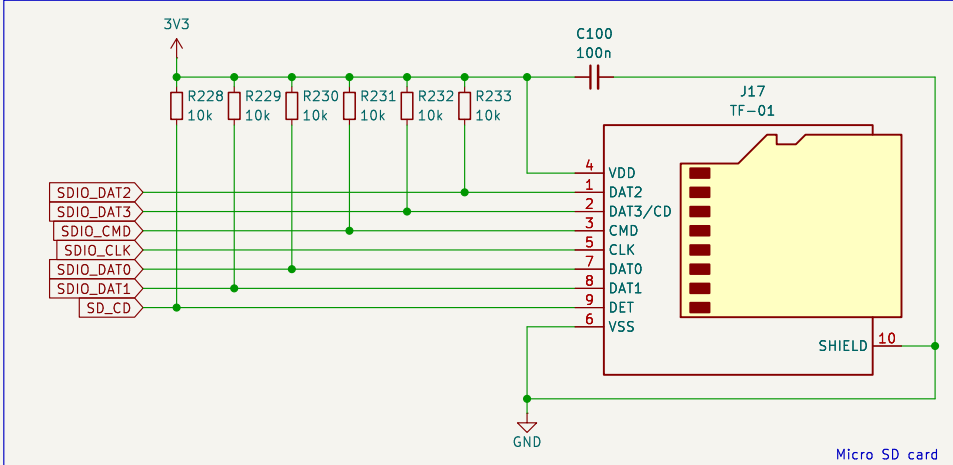 3V3
C100
100n
J17
TF-01
R228
10k
R229
10k
R230
10k
R231
10k
R232
10k
R233
10k
SDIO_DAT2
SDIO_DAT3
SDIO_CMD
SDIO_CLK
SDIO_DAT0
SDIO_DAT1
SD_CD
4 VDD
1 DAT2
2 DAT3/CD
3 CMD
5 CLK
7 DAT0
8 DAT1
9 DET
6 VSS
SHIELD 10
GND
Micro SD card